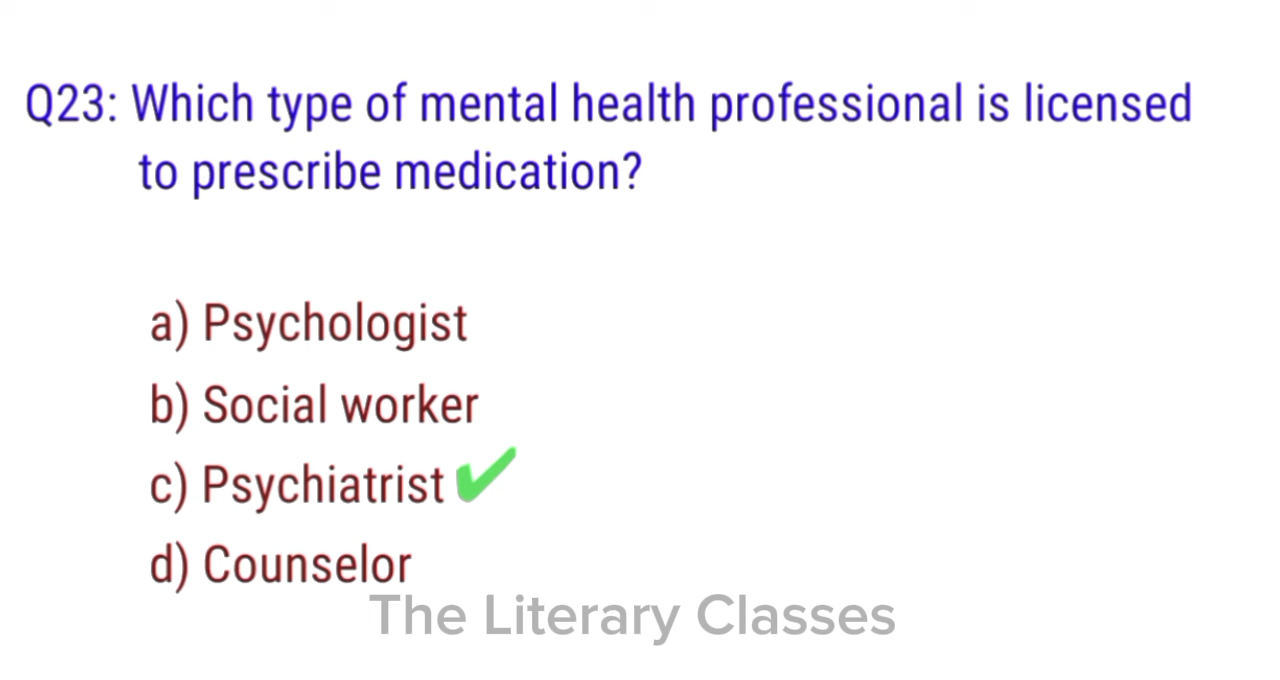 Q23: Which type of mental health professional is licensed
to prescribe medication?
a) Psychologist
b) Social worker
c) Psychiatrist
d) Counselor
The Literary Classes